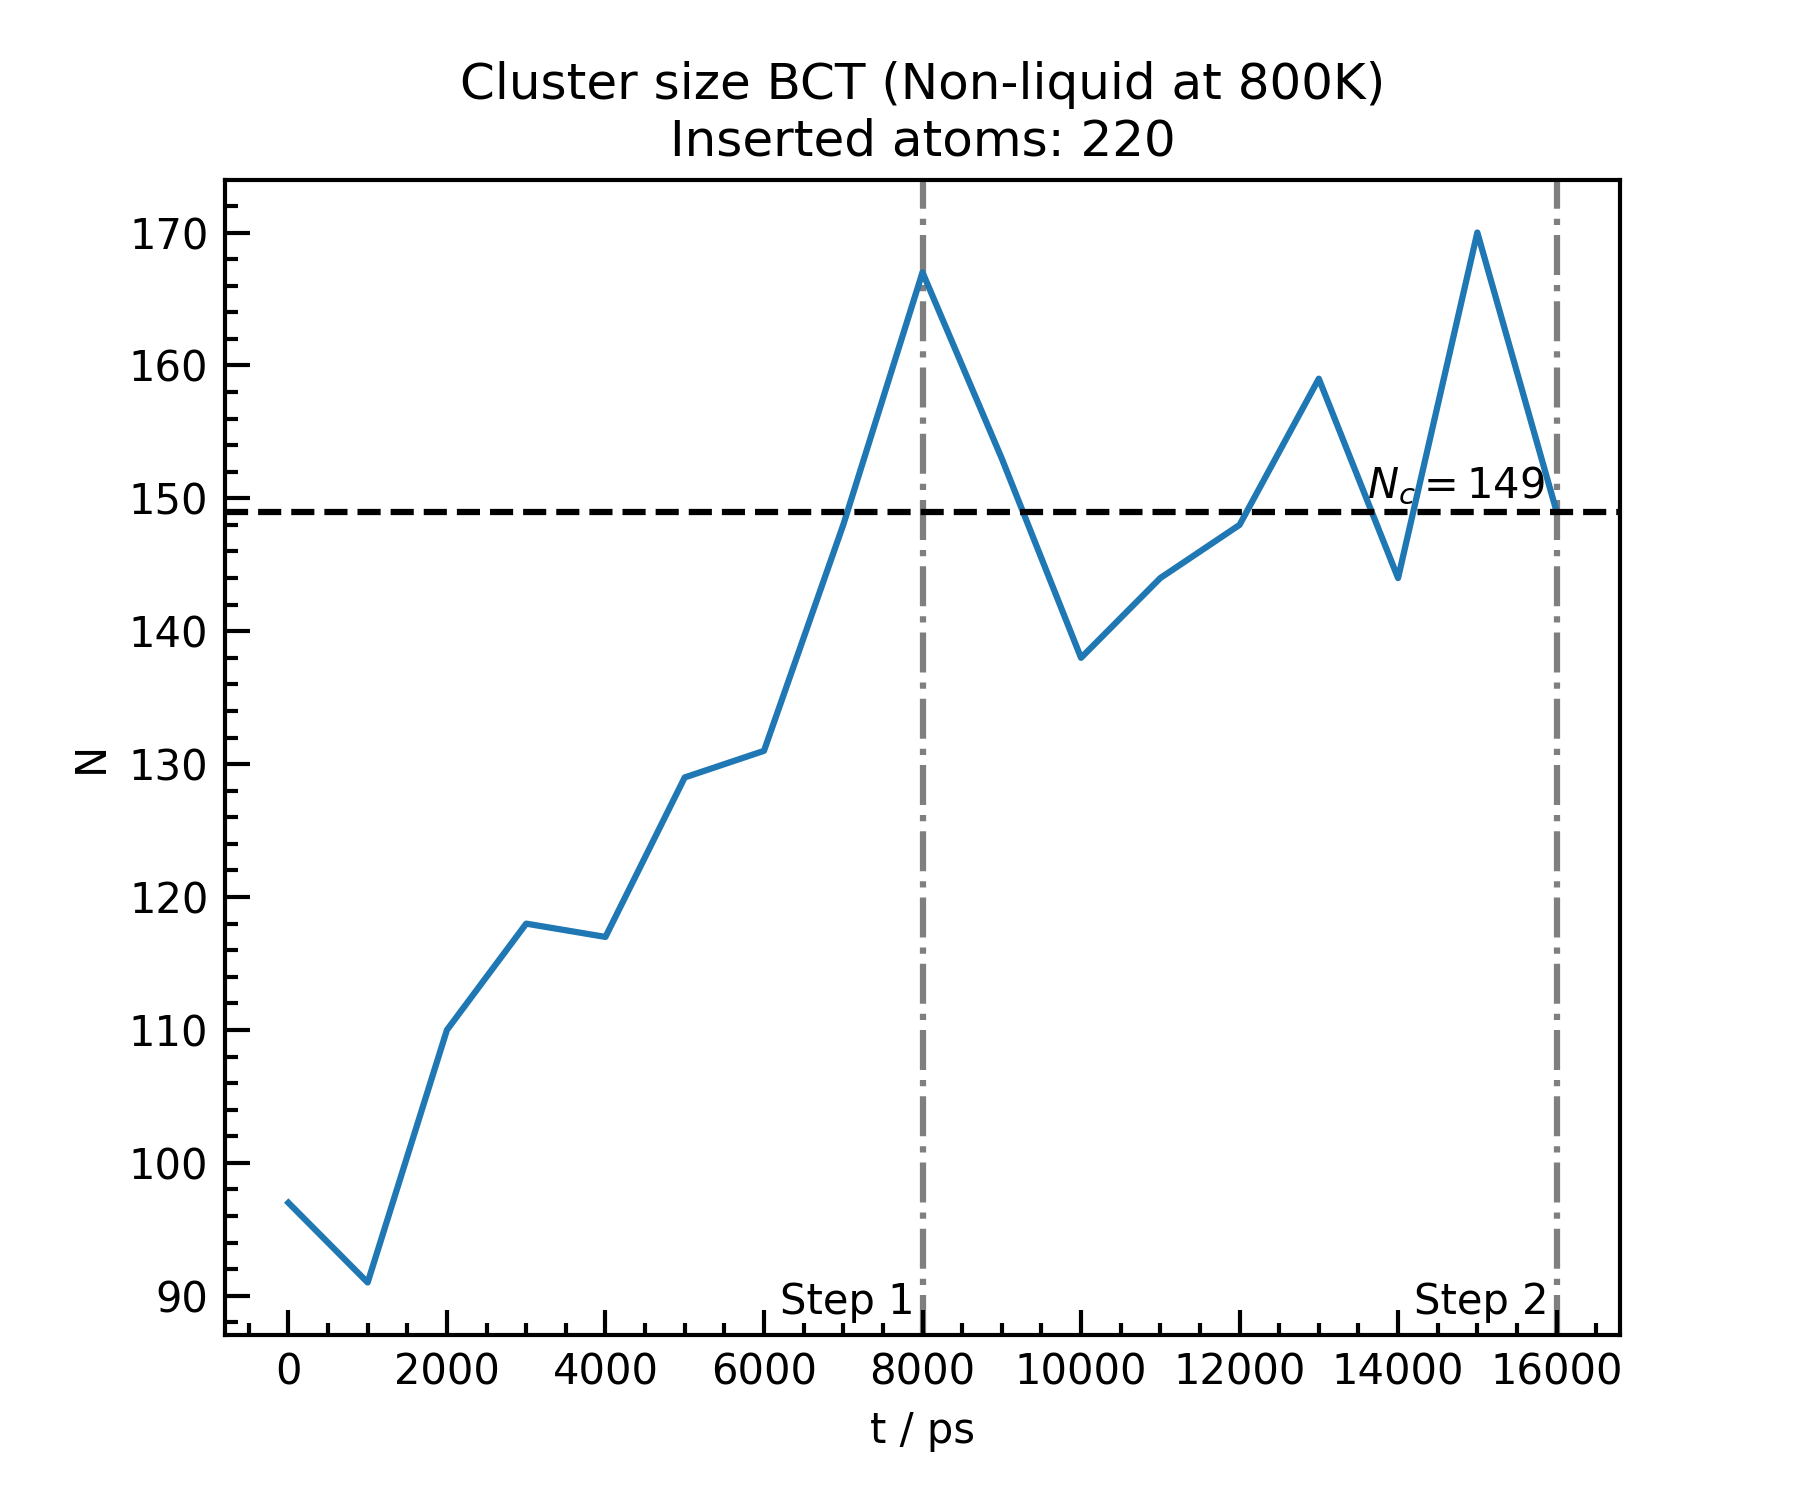 Cluster size BCT (Non-liquid at 800K)
Inserted atoms: 220
170
160
150
140
130
120
110
100
90
N
N_c = 149
Step 1
Step 2
0 2000 4000 6000 8000 10000 12000 14000 16000
t / ps